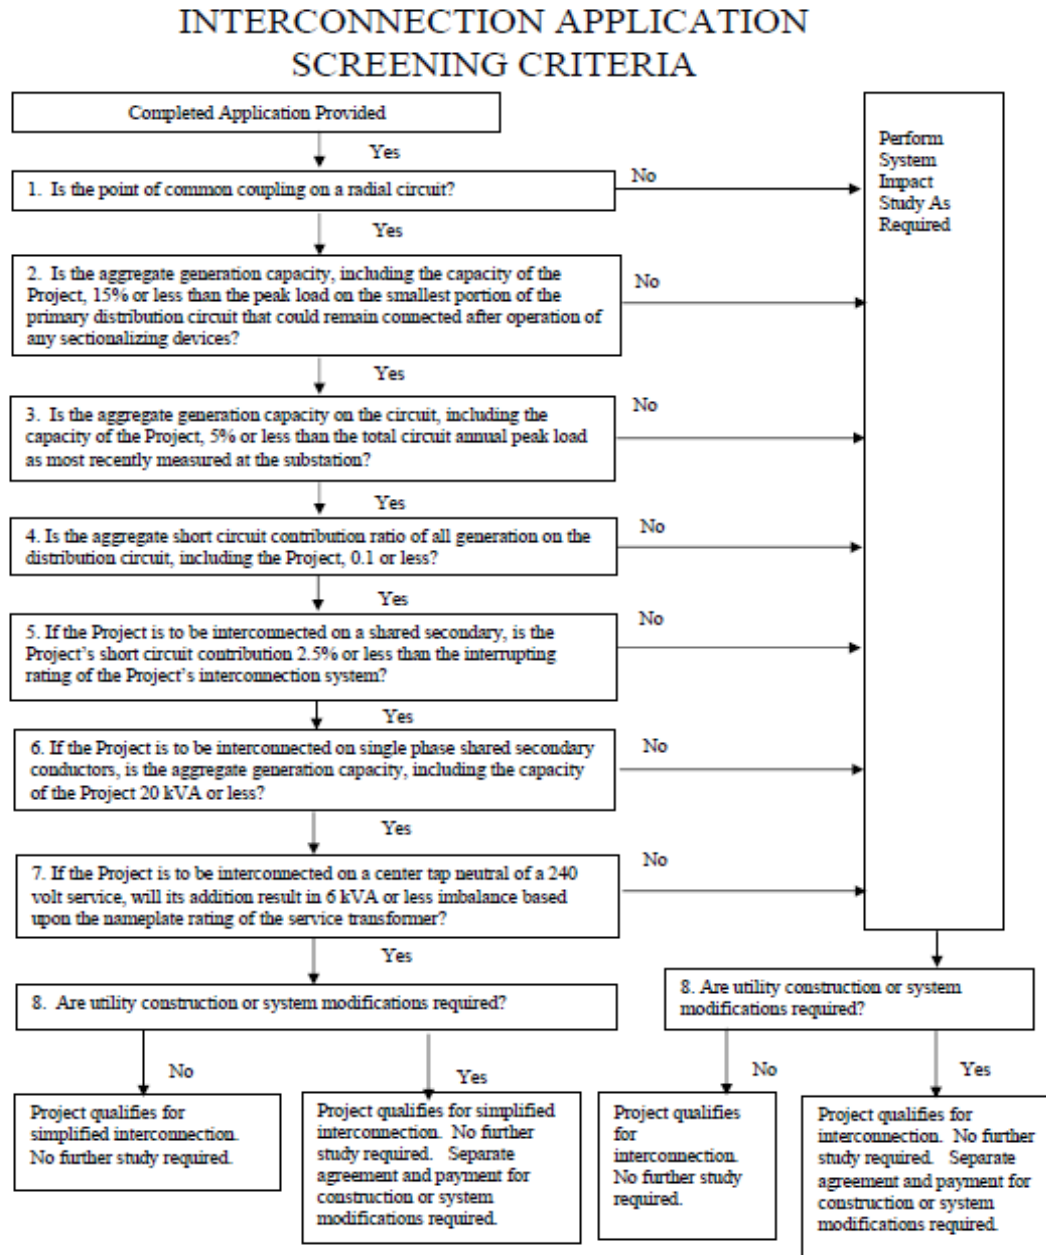 INTERCONNECTION APPLICATION
SCREENING CRITERIA
Completed Application Provided
Yes
1. Is the point of common coupling on a radial circuit?
No
Perform
System
Impact
Study As
Required
Yes
2. Is the aggregate generation capacity, including the capacity of the
Project, 15% or less than the peak load on the smallest portion of the
primary distribution circuit that could remain connected after operation of
any sectionalizing devices?
No
Yes
3. Is the aggregate generation capacity on the circuit, including the
capacity of the Project, 5% or less than the total circuit annual peak load
as most recently measured at the substation?
No
Yes
4. Is the aggregate short circuit contribution ratio of all generation on the
distribution circuit, including the Project, 0.1 or less?
No
Yes
5. If the Project is to be interconnected on a shared secondary, is the
Project's short circuit contribution 2.5% or less than the interrupting
rating of the Project's interconnection system?
No
Yes
6. If the Project is to be interconnected on single phase shared secondary
conductors, is the aggregate generation capacity, including the capacity
of the Project 20 kVA or less?
No
Yes
7. If the Project is to be interconnected on a center tap neutral of a 240
volt service, will its addition result in 6 kVA or less imbalance based
upon the nameplate rating of the service transformer?
No
Yes
8. Are utility construction or system modifications required?
8. Are utility construction or system
modifications required?
No
Yes
No
Yes
Project qualifies for
simplified interconnection.
No further study required.
Project qualifies for simplified
interconnection. No further
study required. Separate
agreement and payment for
construction or system
modifications required.
Project qualifies
for
interconnection.
No further study
required.
Project qualifies for
interconnection. No further
study required. Separate
agreement and payment for
construction or system
modifications required.